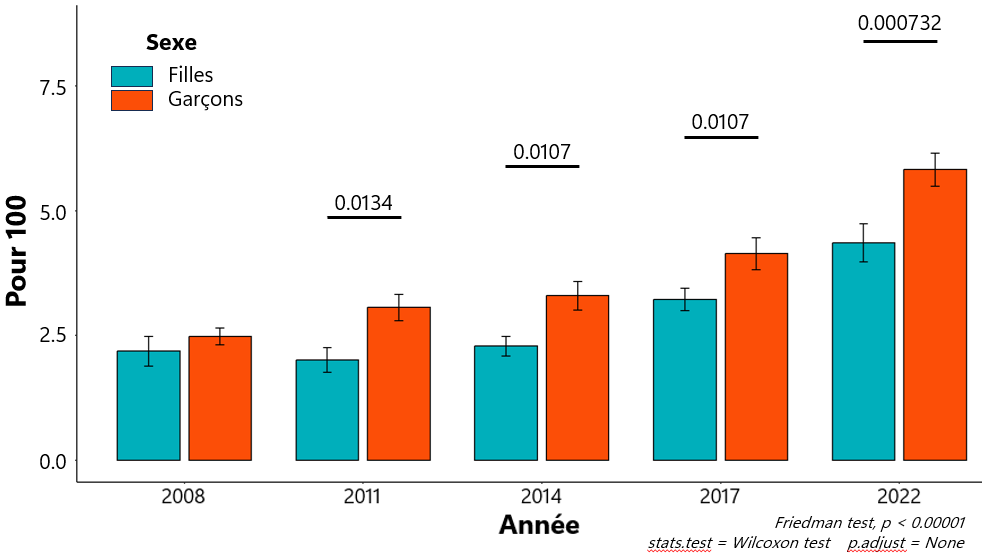 0.000732
Sexe
Filles
Garçons
7.5
0.0107
0.0107
0.0134
5.0
Pour 100
2.5
0.0
2008 2011 2014 2017 2022
Année
Friedman test, p < 0.00001
stats.test = Wilcoxon test p.adjust = None